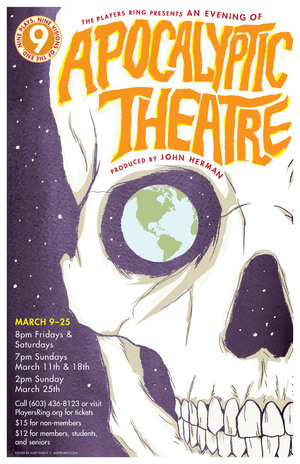 THE PLAYERS RING PRESENTS AN EVENING OF
NINE PLAYS, NINE VISIONS OF THE END
9
APOCALYPTIC
THEATRE
PRODUCED BY JOHN HERMAN
MARCH 9–25
8pm Fridays &
Saturdays
7pm Sundays
March 11th & 18th
2pm Sunday
March 25th
Call (603) 436-8123 or visit
PlayersRing.org for tickets
$15 for non-members
$12 for members, students,
and seniors